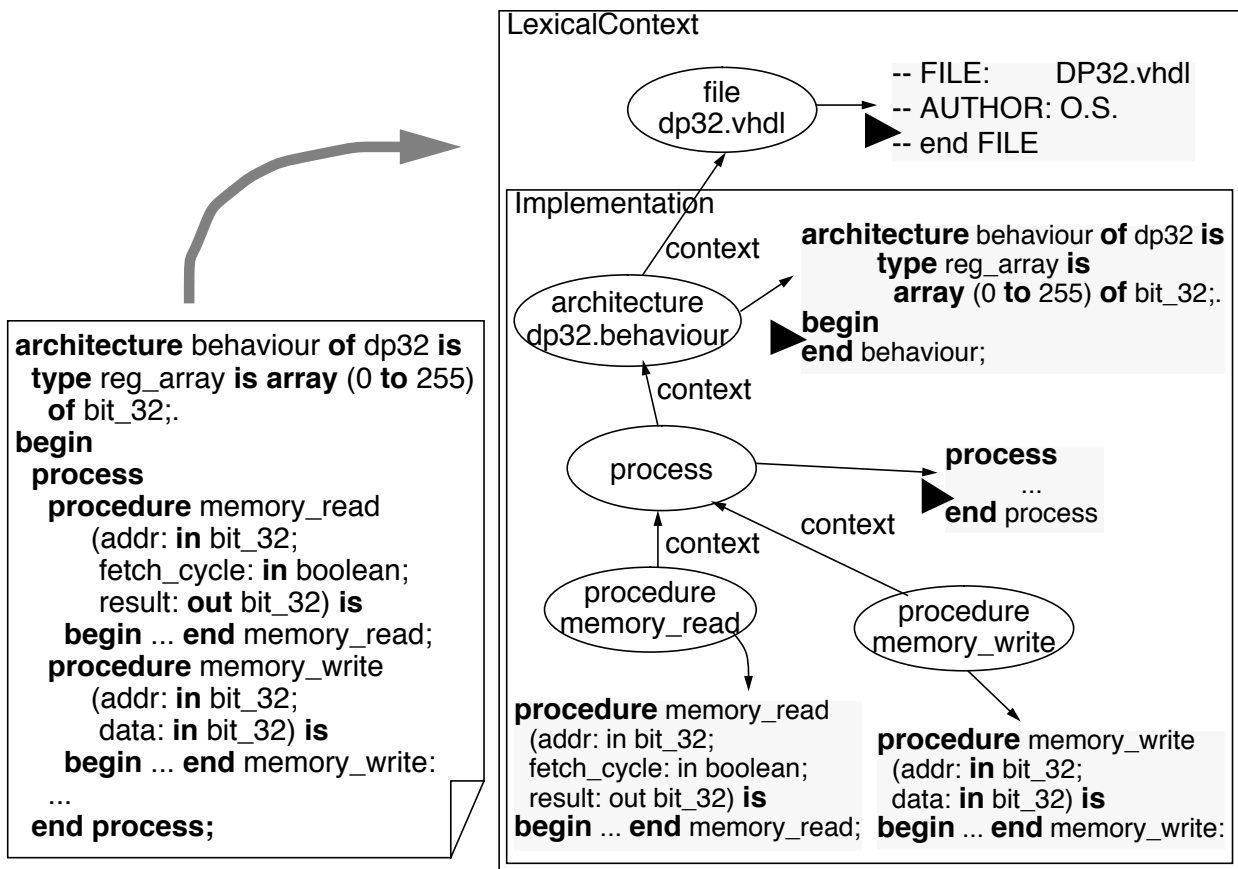 LexicalContext
file
dp32.vhdl
-- FILE: DP32.vhdl
-- AUTHOR: O.S.
-- end FILE
Implementation
context
architecture
dp32.behaviour
architecture behaviour of dp32 is
type reg_array is
array (0 to 255) of bit_32;.
begin
end behaviour;
context
process
process
...
end process
context
context
procedure
memory_read
procedure
memory_write
procedure memory_read
(addr: in bit_32;
fetch_cycle: in boolean;
result: out bit_32) is
begin ... end memory_read;
procedure memory_write
(addr: in bit_32;
data: in bit_32) is
begin ... end memory_write:
architecture behaviour of dp32 is
type reg_array is array (0 to 255)
of bit_32;.
begin
process
procedure memory_read
(addr: in bit_32;
fetch_cycle: in boolean;
result: out bit_32) is
begin ... end memory_read;
procedure memory_write
(addr: in bit_32;
data: in bit_32) is
begin ... end memory_write:
...
end process;